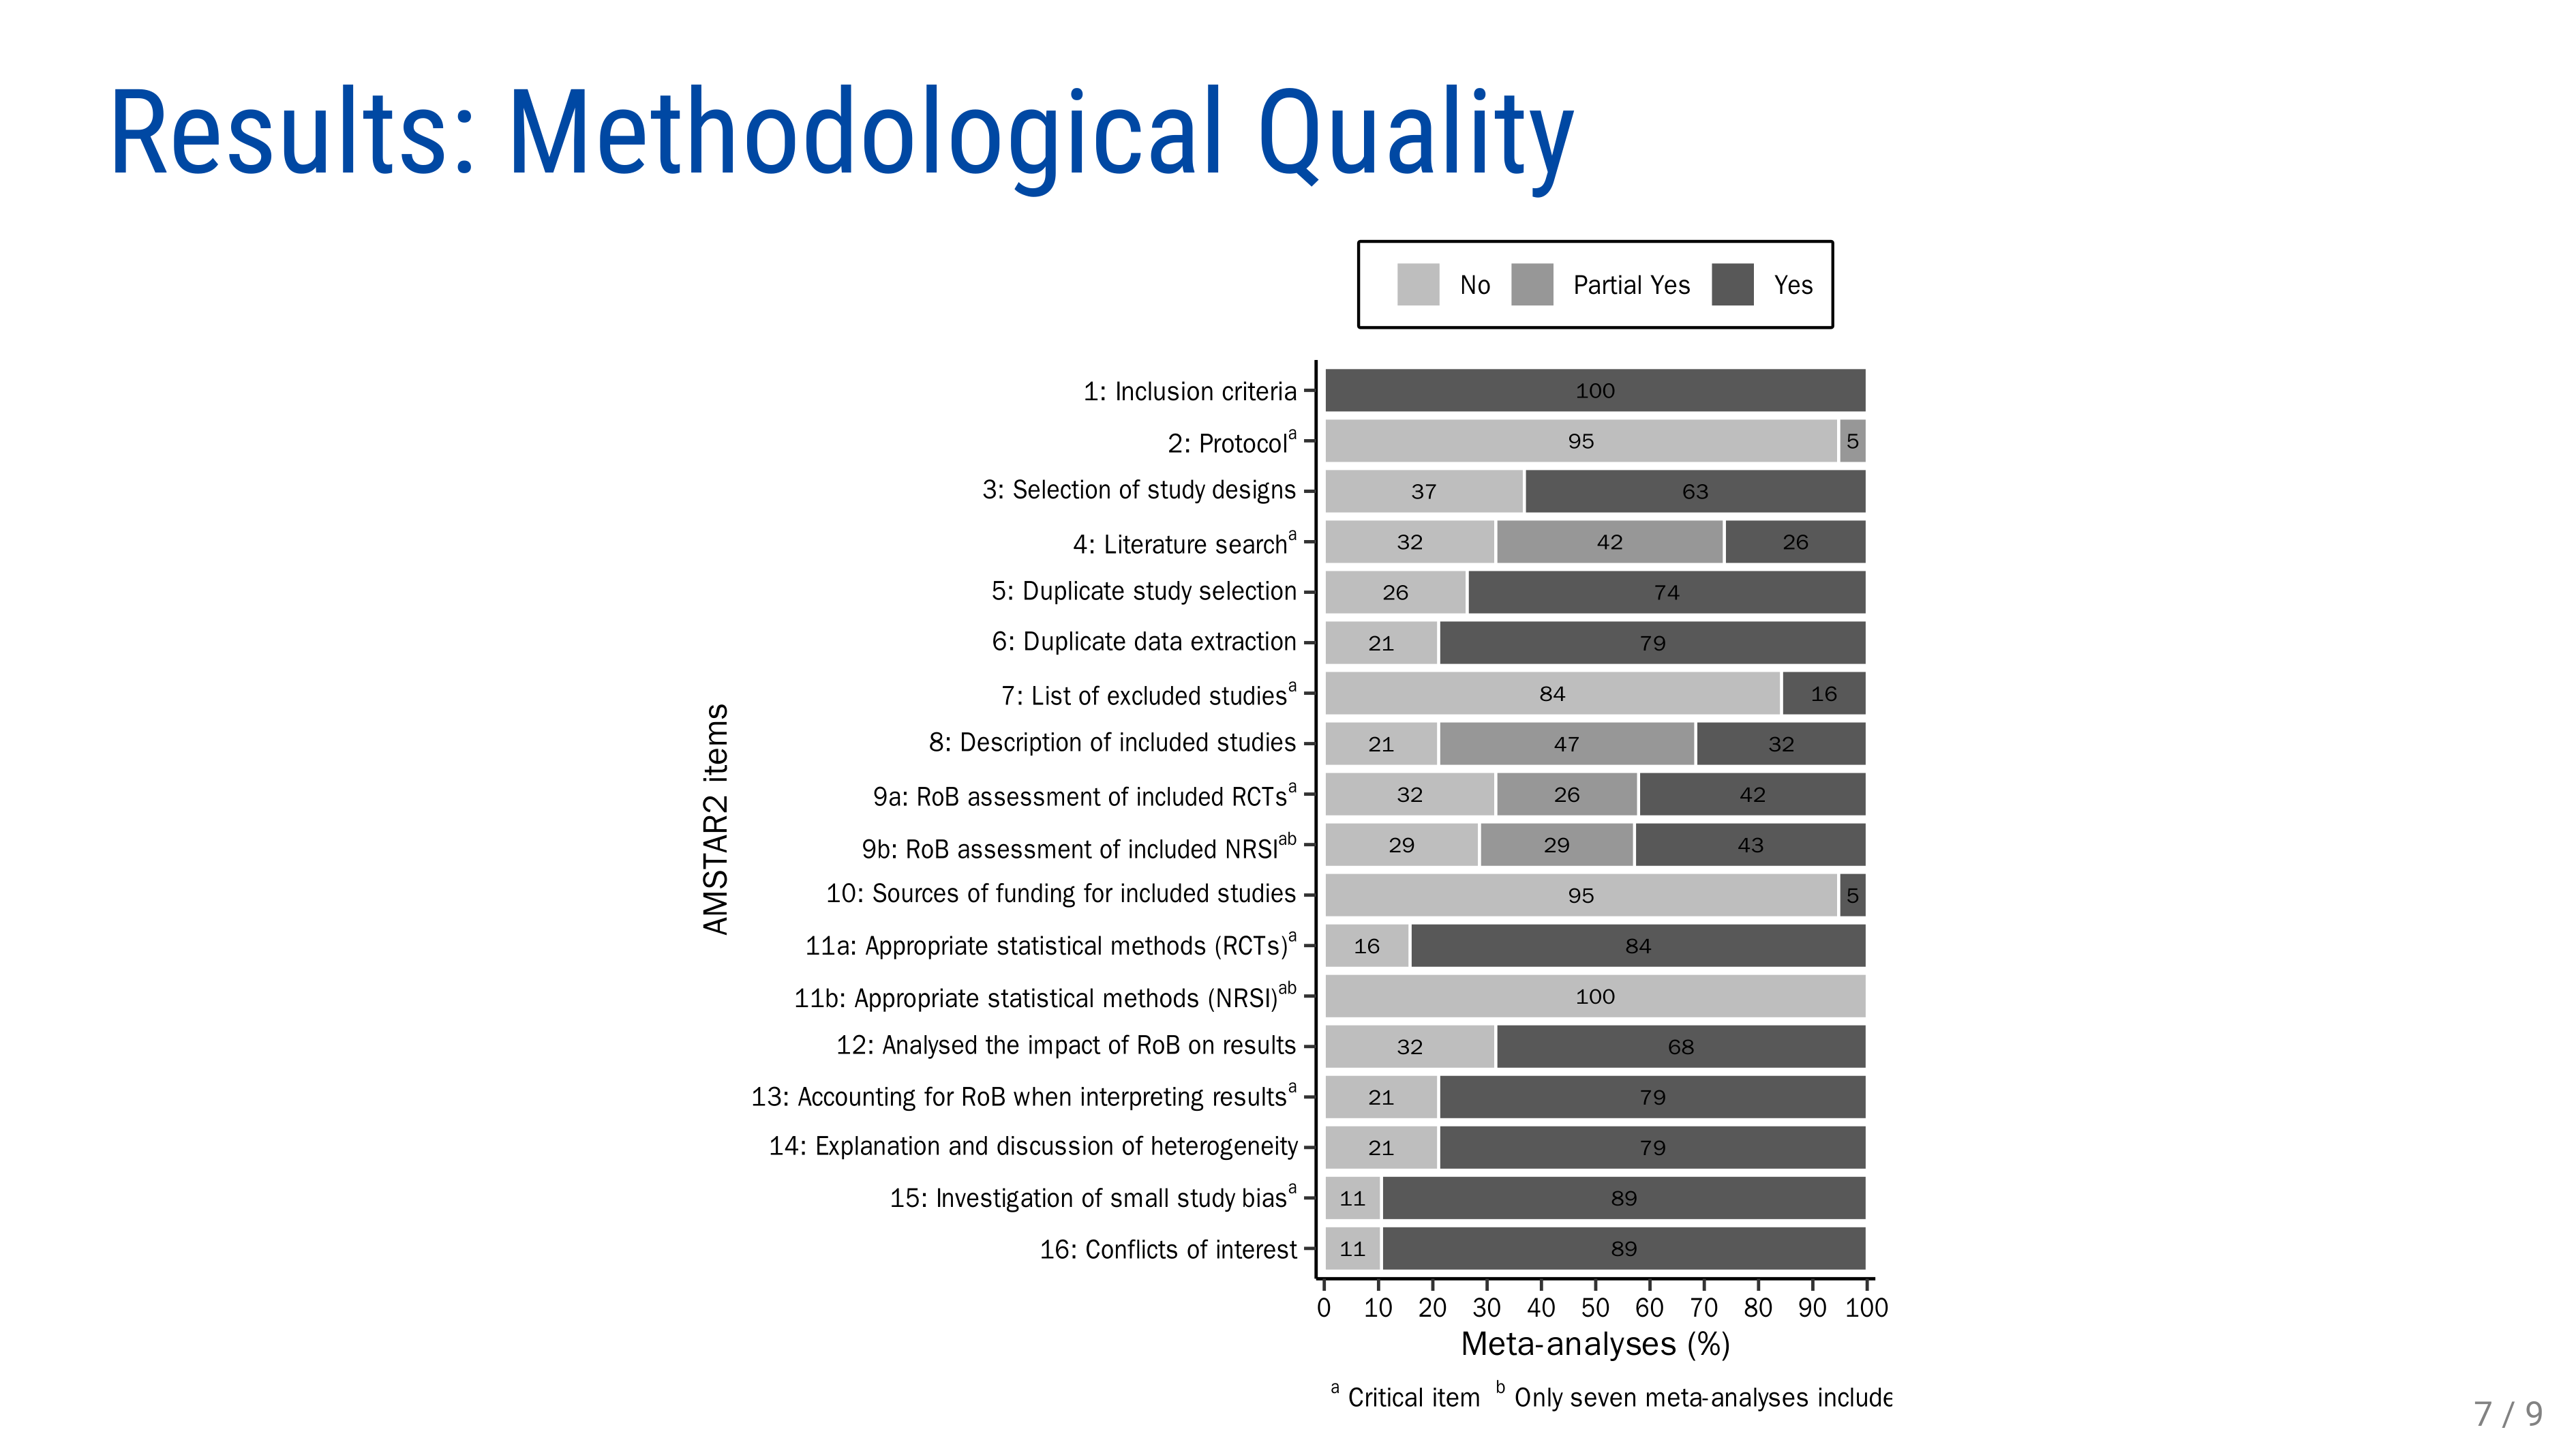 Results: Methodological Quality
No Partial Yes Yes
1: Inclusion criteria 100
2: Protocolᵃ 95 5
3: Selection of study designs 37 63
4: Literature searchᵃ 32 42 26
5: Duplicate study selection 26 74
6: Duplicate data extraction 21 79
7: List of excluded studiesᵃ 84 16
8: Description of included studies 21 47 32
9a: RoB assessment of included RCTsᵃ 32 26 42
9b: RoB assessment of included NRSIᵃᵇ 29 29 43
10: Sources of funding for included studies 95 5
11a: Appropriate statistical methods (RCTs)ᵃ 16 84
11b: Appropriate statistical methods (NRSI)ᵃᵇ 100
12: Analysed the impact of RoB on results 32 68
13: Accounting for RoB when interpreting resultsᵃ 21 79
14: Explanation and discussion of heterogeneity 21 79
15: Investigation of small study biasᵃ 11 89
16: Conflicts of interest 11 89
AMSTAR2 items
0 10 20 30 40 50 60 70 80 90 100
Meta-analyses (%)
ᵃ Critical item ᵇ Only seven meta-analyses include
7 / 9